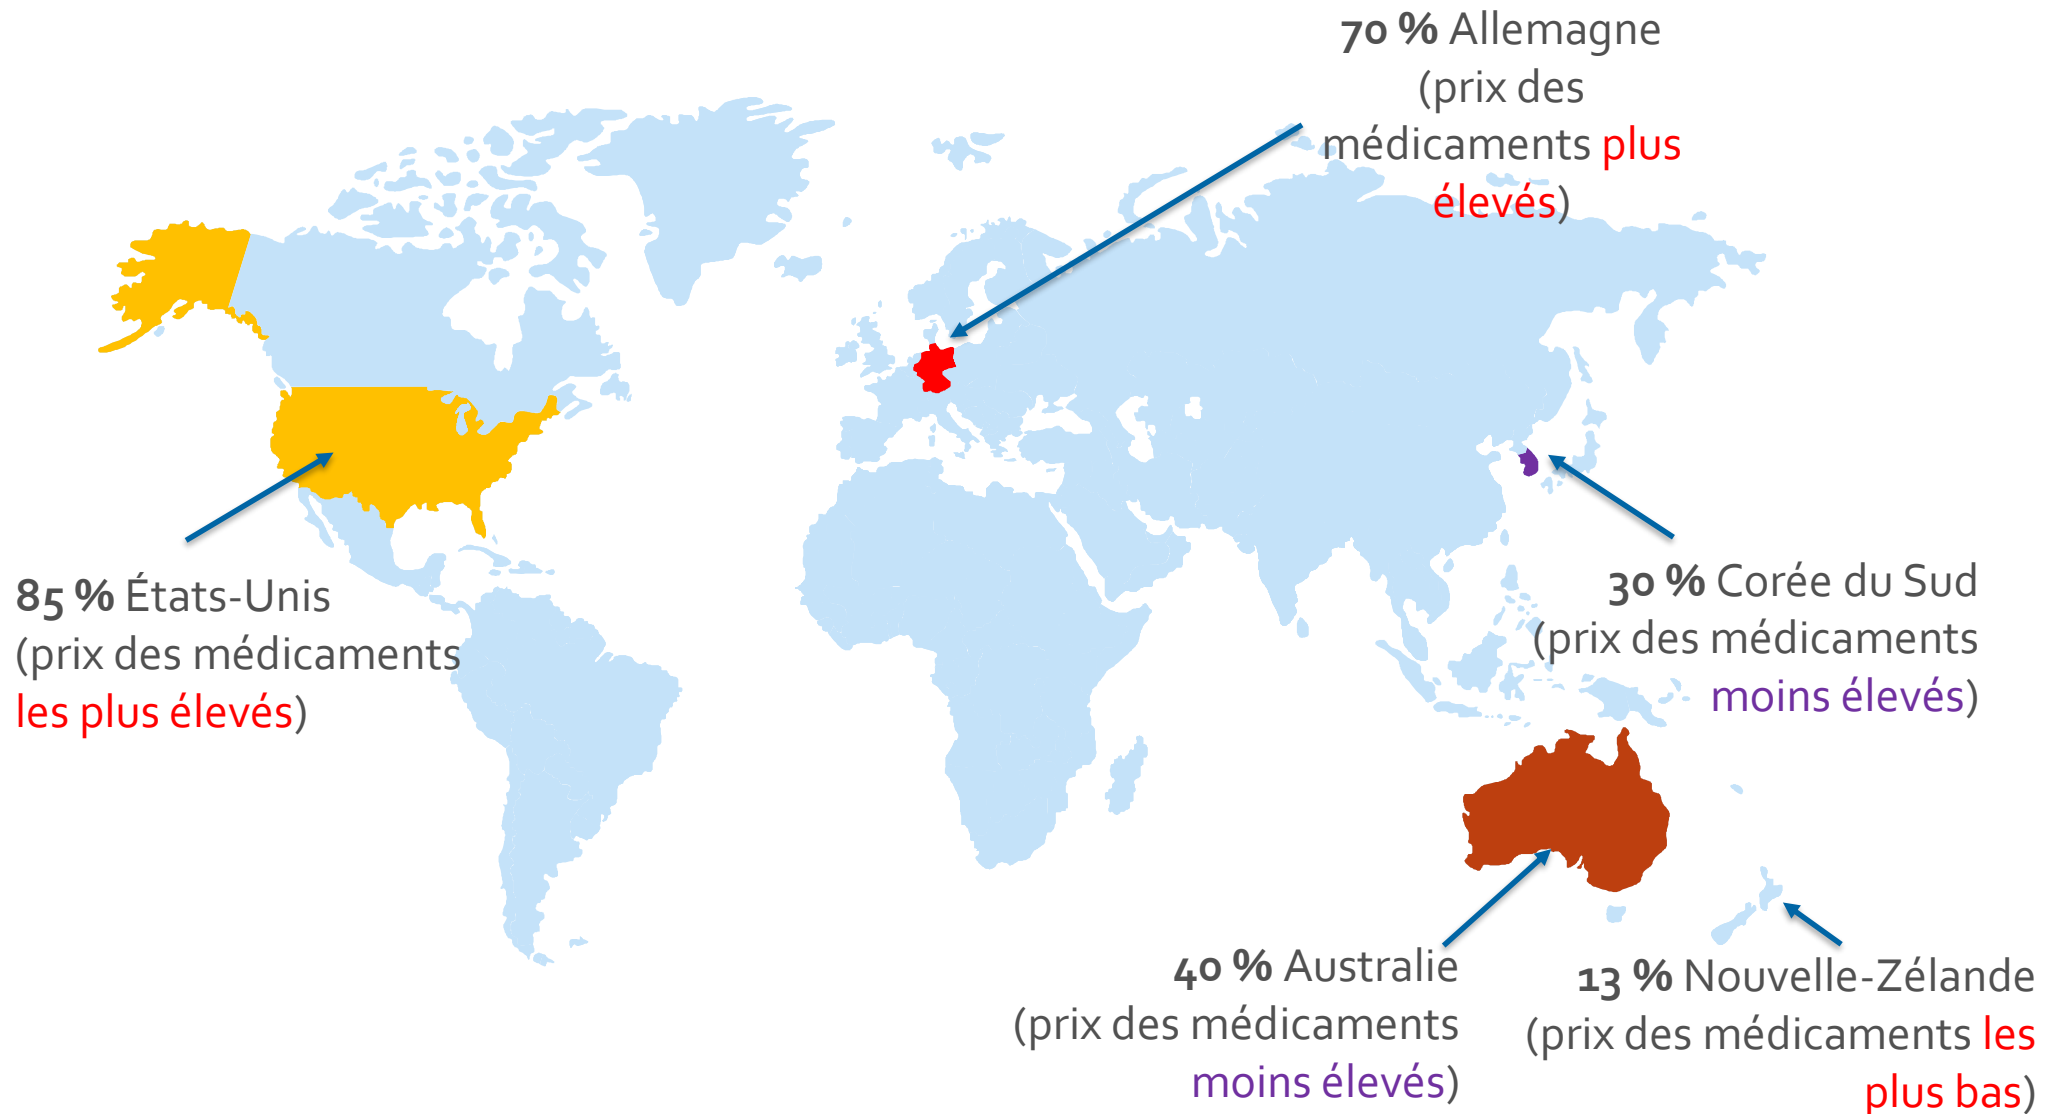 70 % Allemagne
(prix des
médicaments plus
élevés)
85 % États-Unis
(prix des médicaments
les plus élevés)
30 % Corée du Sud
(prix des médicaments
moins élevés)
40 % Australie
(prix des médicaments
moins élevés)
13 % Nouvelle-Zélande
(prix des médicaments les
plus bas)